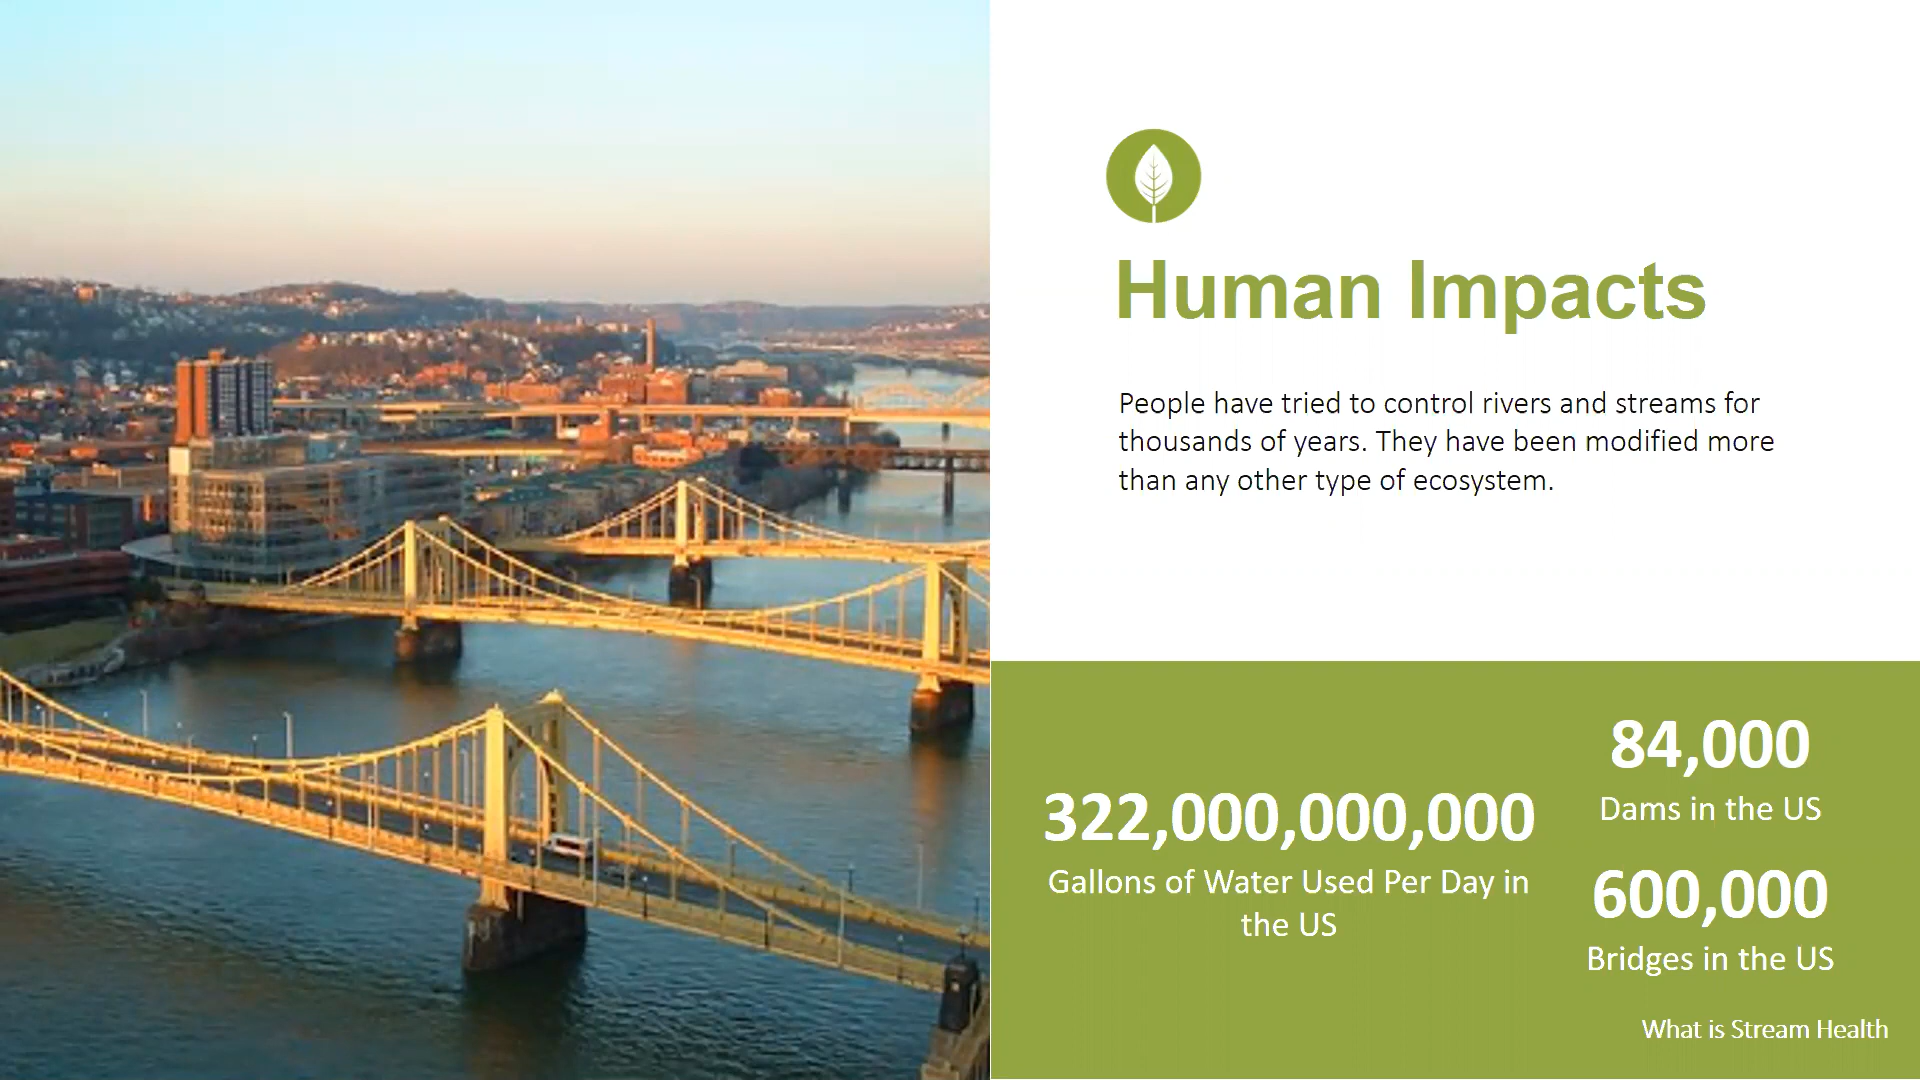 Human Impacts
People have tried to control rivers and streams for
thousands of years. They have been modified more
than any other type of ecosystem.
322,000,000,000
Gallons of Water Used Per Day in
the US
84,000
Dams in the US
600,000
Bridges in the US
What is Stream Health